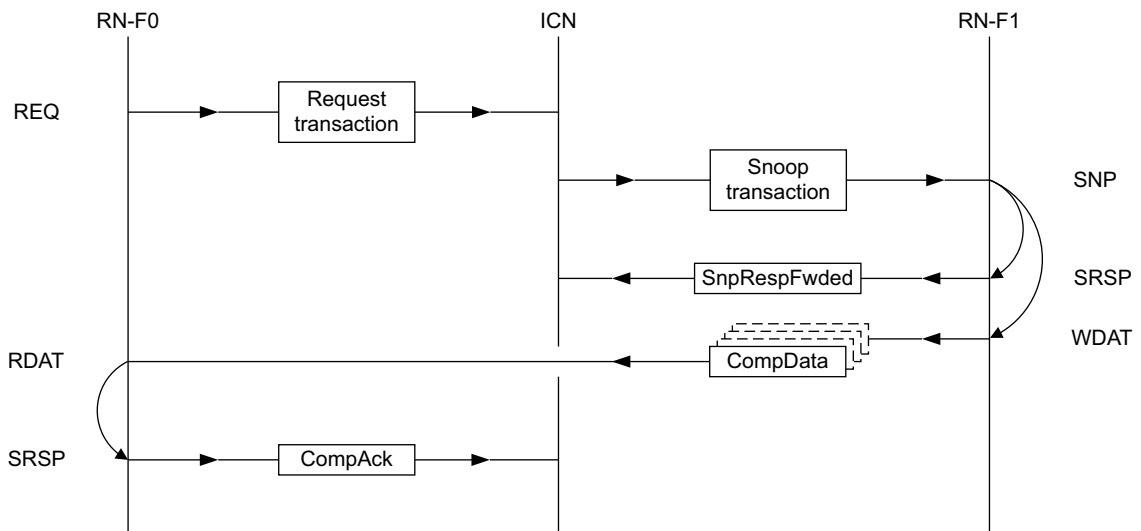 RN-F0
ICN
RN-F1
REQ
Request
transaction
Snoop
transaction
SNP
SnpRespFwded
SRSP
WDAT
RDAT
CompData
SRSP
CompAck